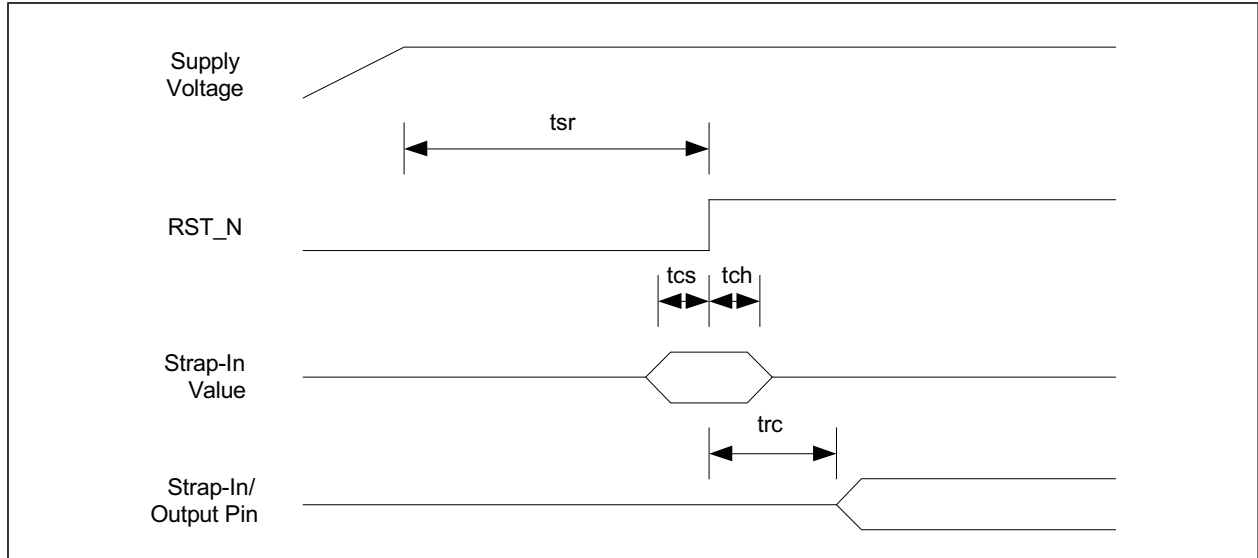 Supply
Voltage
tsr
RST_N
tcs
tch
Strap-In
Value
trc
Strap-In/
Output Pin